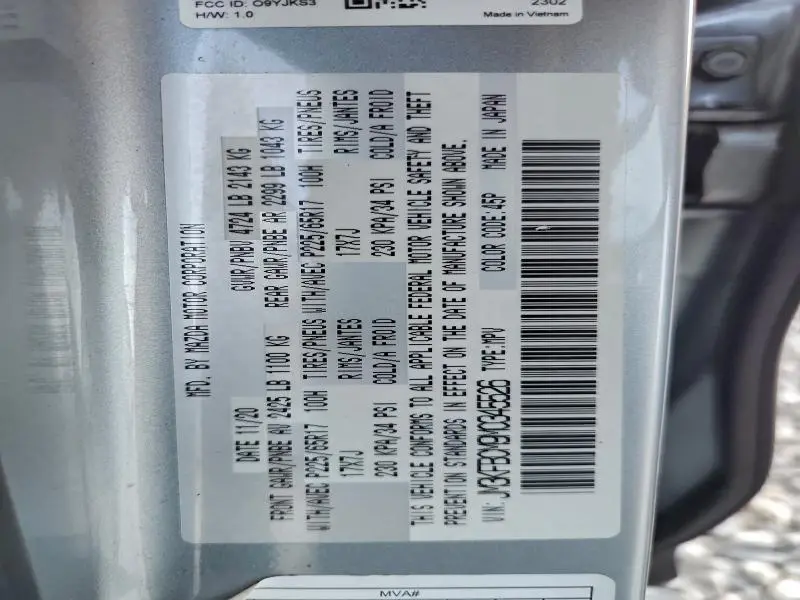 FCC ID: O9YJKS3
H/W: 1.0
2302
Made in Vietnam
MFD. BY MAZDA MOTOR CORPORATION
DATE 11/20 GVWR/PNBV 4724 LB 2143 KG
FRONT GAWR/PNBE AV 2425 LB 1100 KG REAR GAWR/PNBE AR 2299 LB 1043 KG
WITH/AVEC P225/65R17 100H TIRES/PNEUS WITH/AVEC P225/65R17 100H TIRES/PNEUS
17X7J RIMS/JANTES 17X7J RIMS/JANTES
230 KPA/34 PSI COLD/A FROID 230 KPA/34 PSI COLD/A FROID
THIS VEHICLE CONFORMS TO ALL APPLICABLE FEDERAL MOTOR VEHICLE SAFETY AND THEFT
PREVENTION STANDARDS IN EFFECT ON THE DATE OF MANUFACTURE SHOWN ABOVE.
VIN: JM3KFBCM9M0345526 TYPE:MPV COLOR CODE:45P MADE IN JAPAN
MVA#